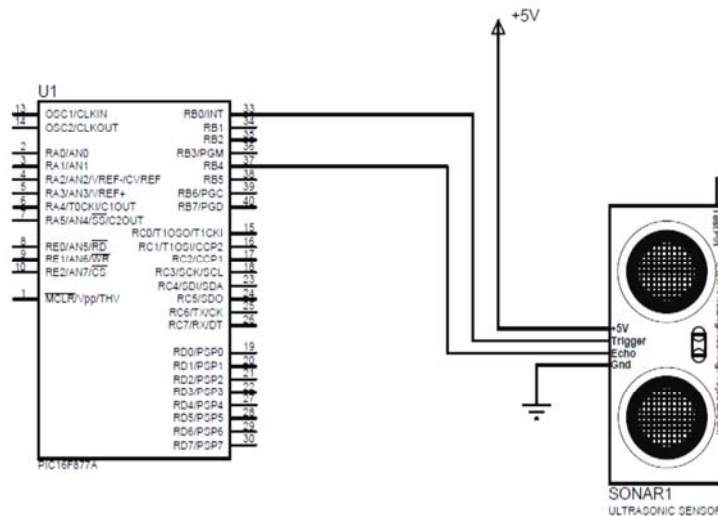 +5V
U1
13 OSC1/CLKIN
14 OSC2/CLKOUT
2 RA0/AN0
3 RA1/AN1
4 RA2/AN2/VREF-/CVREF
5 RA3/AN3/VREF+
6 RA4/T0CKI/C1OUT
7 RA5/AN4/SS/C2OUT
8 RE0/AN5/RD
9 RE1/AN6/WR
10 RE2/AN7/CS
1 MCLR/Vpp/THV
RB0/INT 33
RB1 34
RB2 35
RB3/PGM 36
RB4 37
RB5 38
RB6/PGC 39
RB7/PGD 40
RC0/T1OSO/T1CKI 15
RC1/T1OSI/CCP2 16
RC2/CCP1 17
RC3/SCK/SCL 18
RC4/SDI/SDA 23
RC5/SDO 24
RC6/TX/CK 25
RC7/RX/DT 26
RD0/PSP0 19
RD1/PSP1 20
RD2/PSP2 21
RD3/PSP3 22
RD4/PSP4 27
RD5/PSP5 28
RD6/PSP6 29
RD7/PSP7 30
PIC16F877A
+5V
Trigger
Echo
Gnd
SONAR1
ULTRASONIC SENSOR